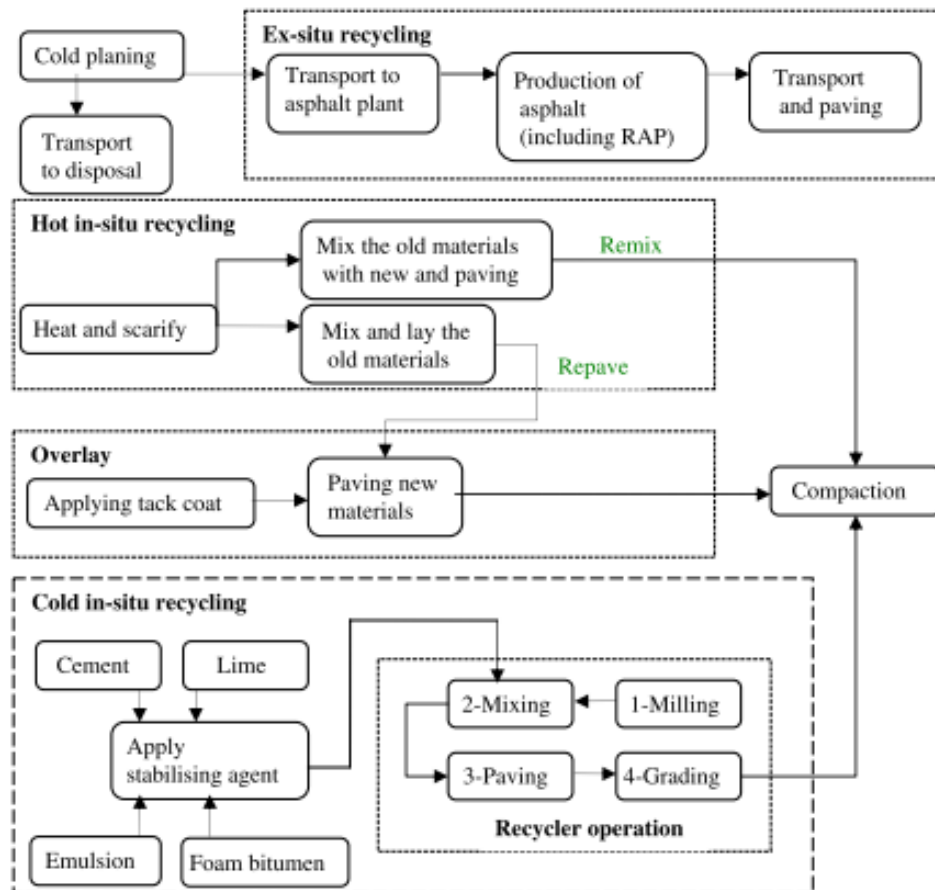 Ex-situ recycling
Cold planing
Transport to
asphalt plant
Production of
asphalt
(including RAP)
Transport
and paving
Transport
to disposal
Hot in-situ recycling
Mix the old materials
with new and paving
Remix
Heat and scarify
Mix and lay the
old materials
Repave
Overlay
Applying tack coat
Paving new
materials
Compaction
Cold in-situ recycling
Cement
Lime
Apply
stabilising agent
Emulsion
Foam bitumen
2-Mixing
1-Milling
3-Paving
4-Grading
Recycler operation